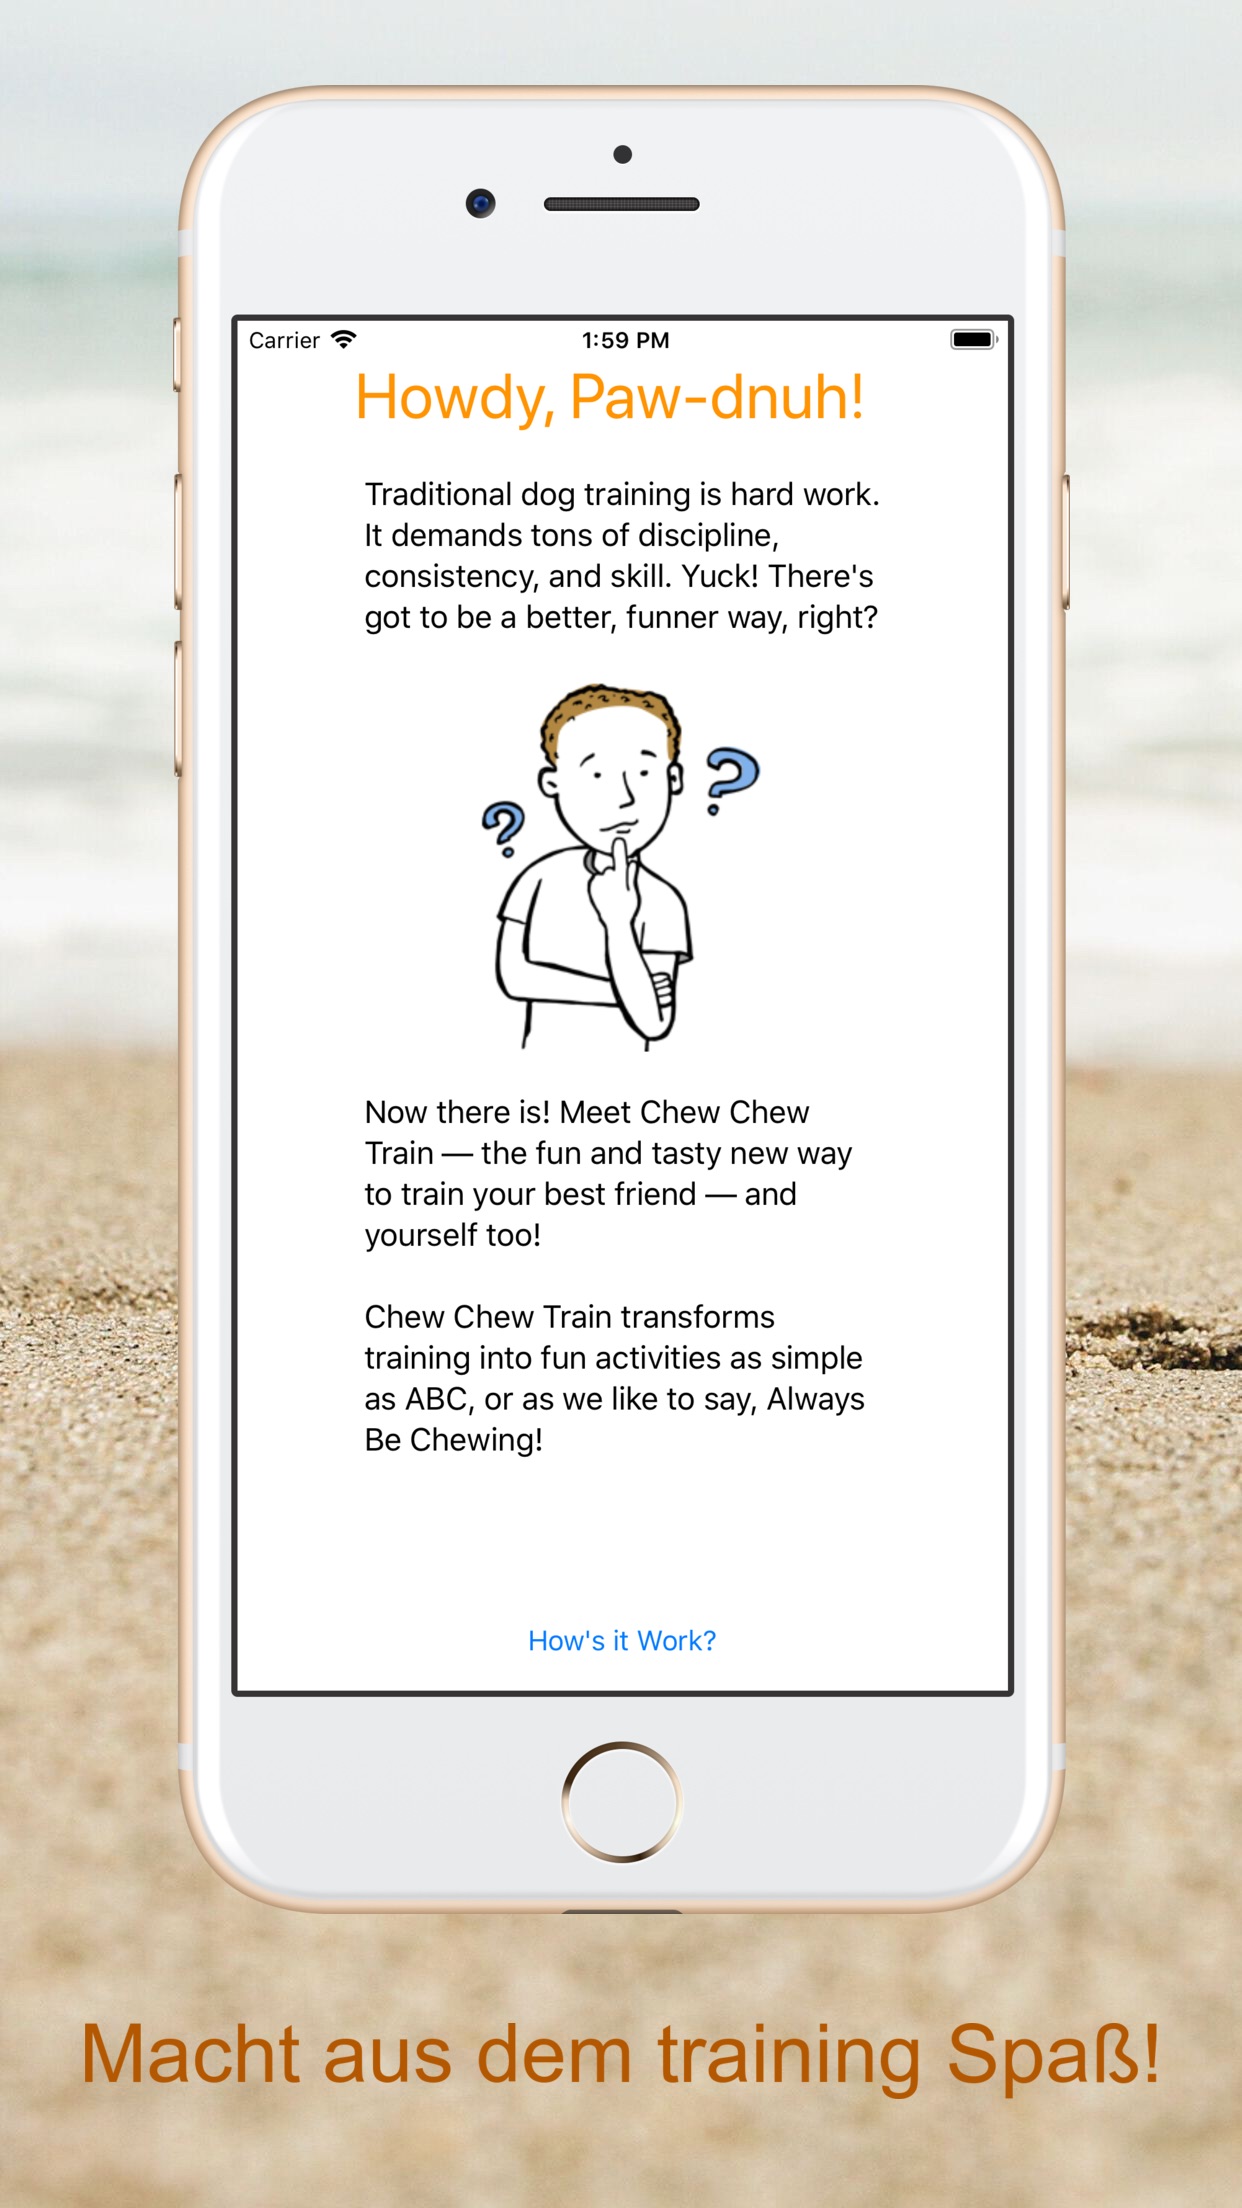 Carrier 1:59 PM
Howdy, Paw-dnuh!
Traditional dog training is hard work.
It demands tons of discipline,
consistency, and skill. Yuck! There's
got to be a better, funner way, right?
? ?
Now there is! Meet Chew Chew
Train — the fun and tasty new way
to train your best friend — and
yourself too!
Chew Chew Train transforms
training into fun activities as simple
as ABC, or as we like to say, Always
Be Chewing!
How's it Work?
Macht aus dem training Spaß!